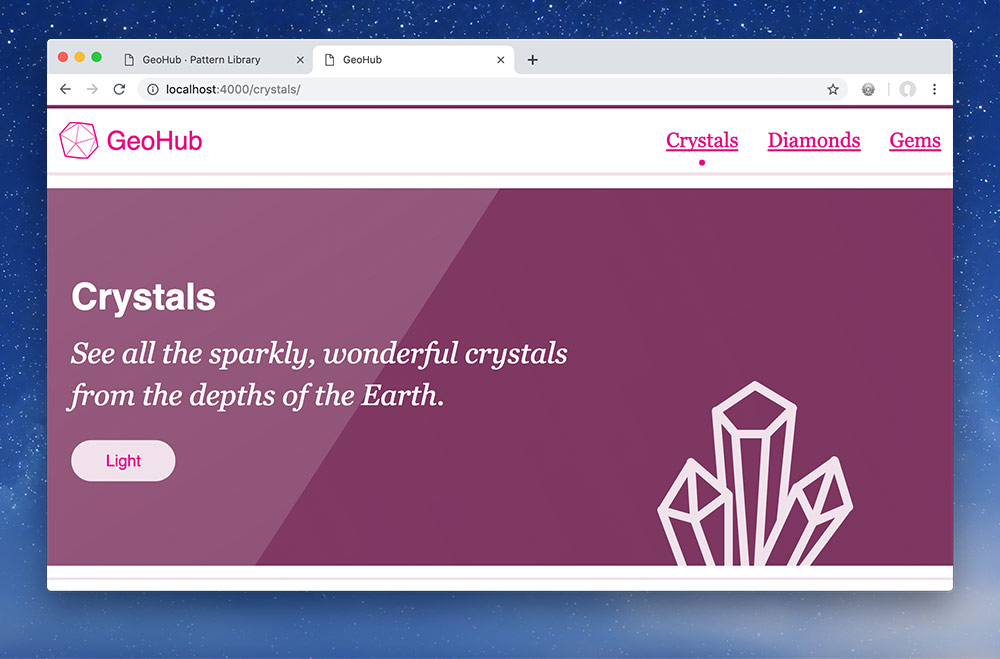 GeoHub · Pattern Library
GeoHub
localhost:4000/crystals/
GeoHub
Crystals
Diamonds
Gems
Crystals
See all the sparkly, wonderful crystals
from the depths of the Earth.
Light